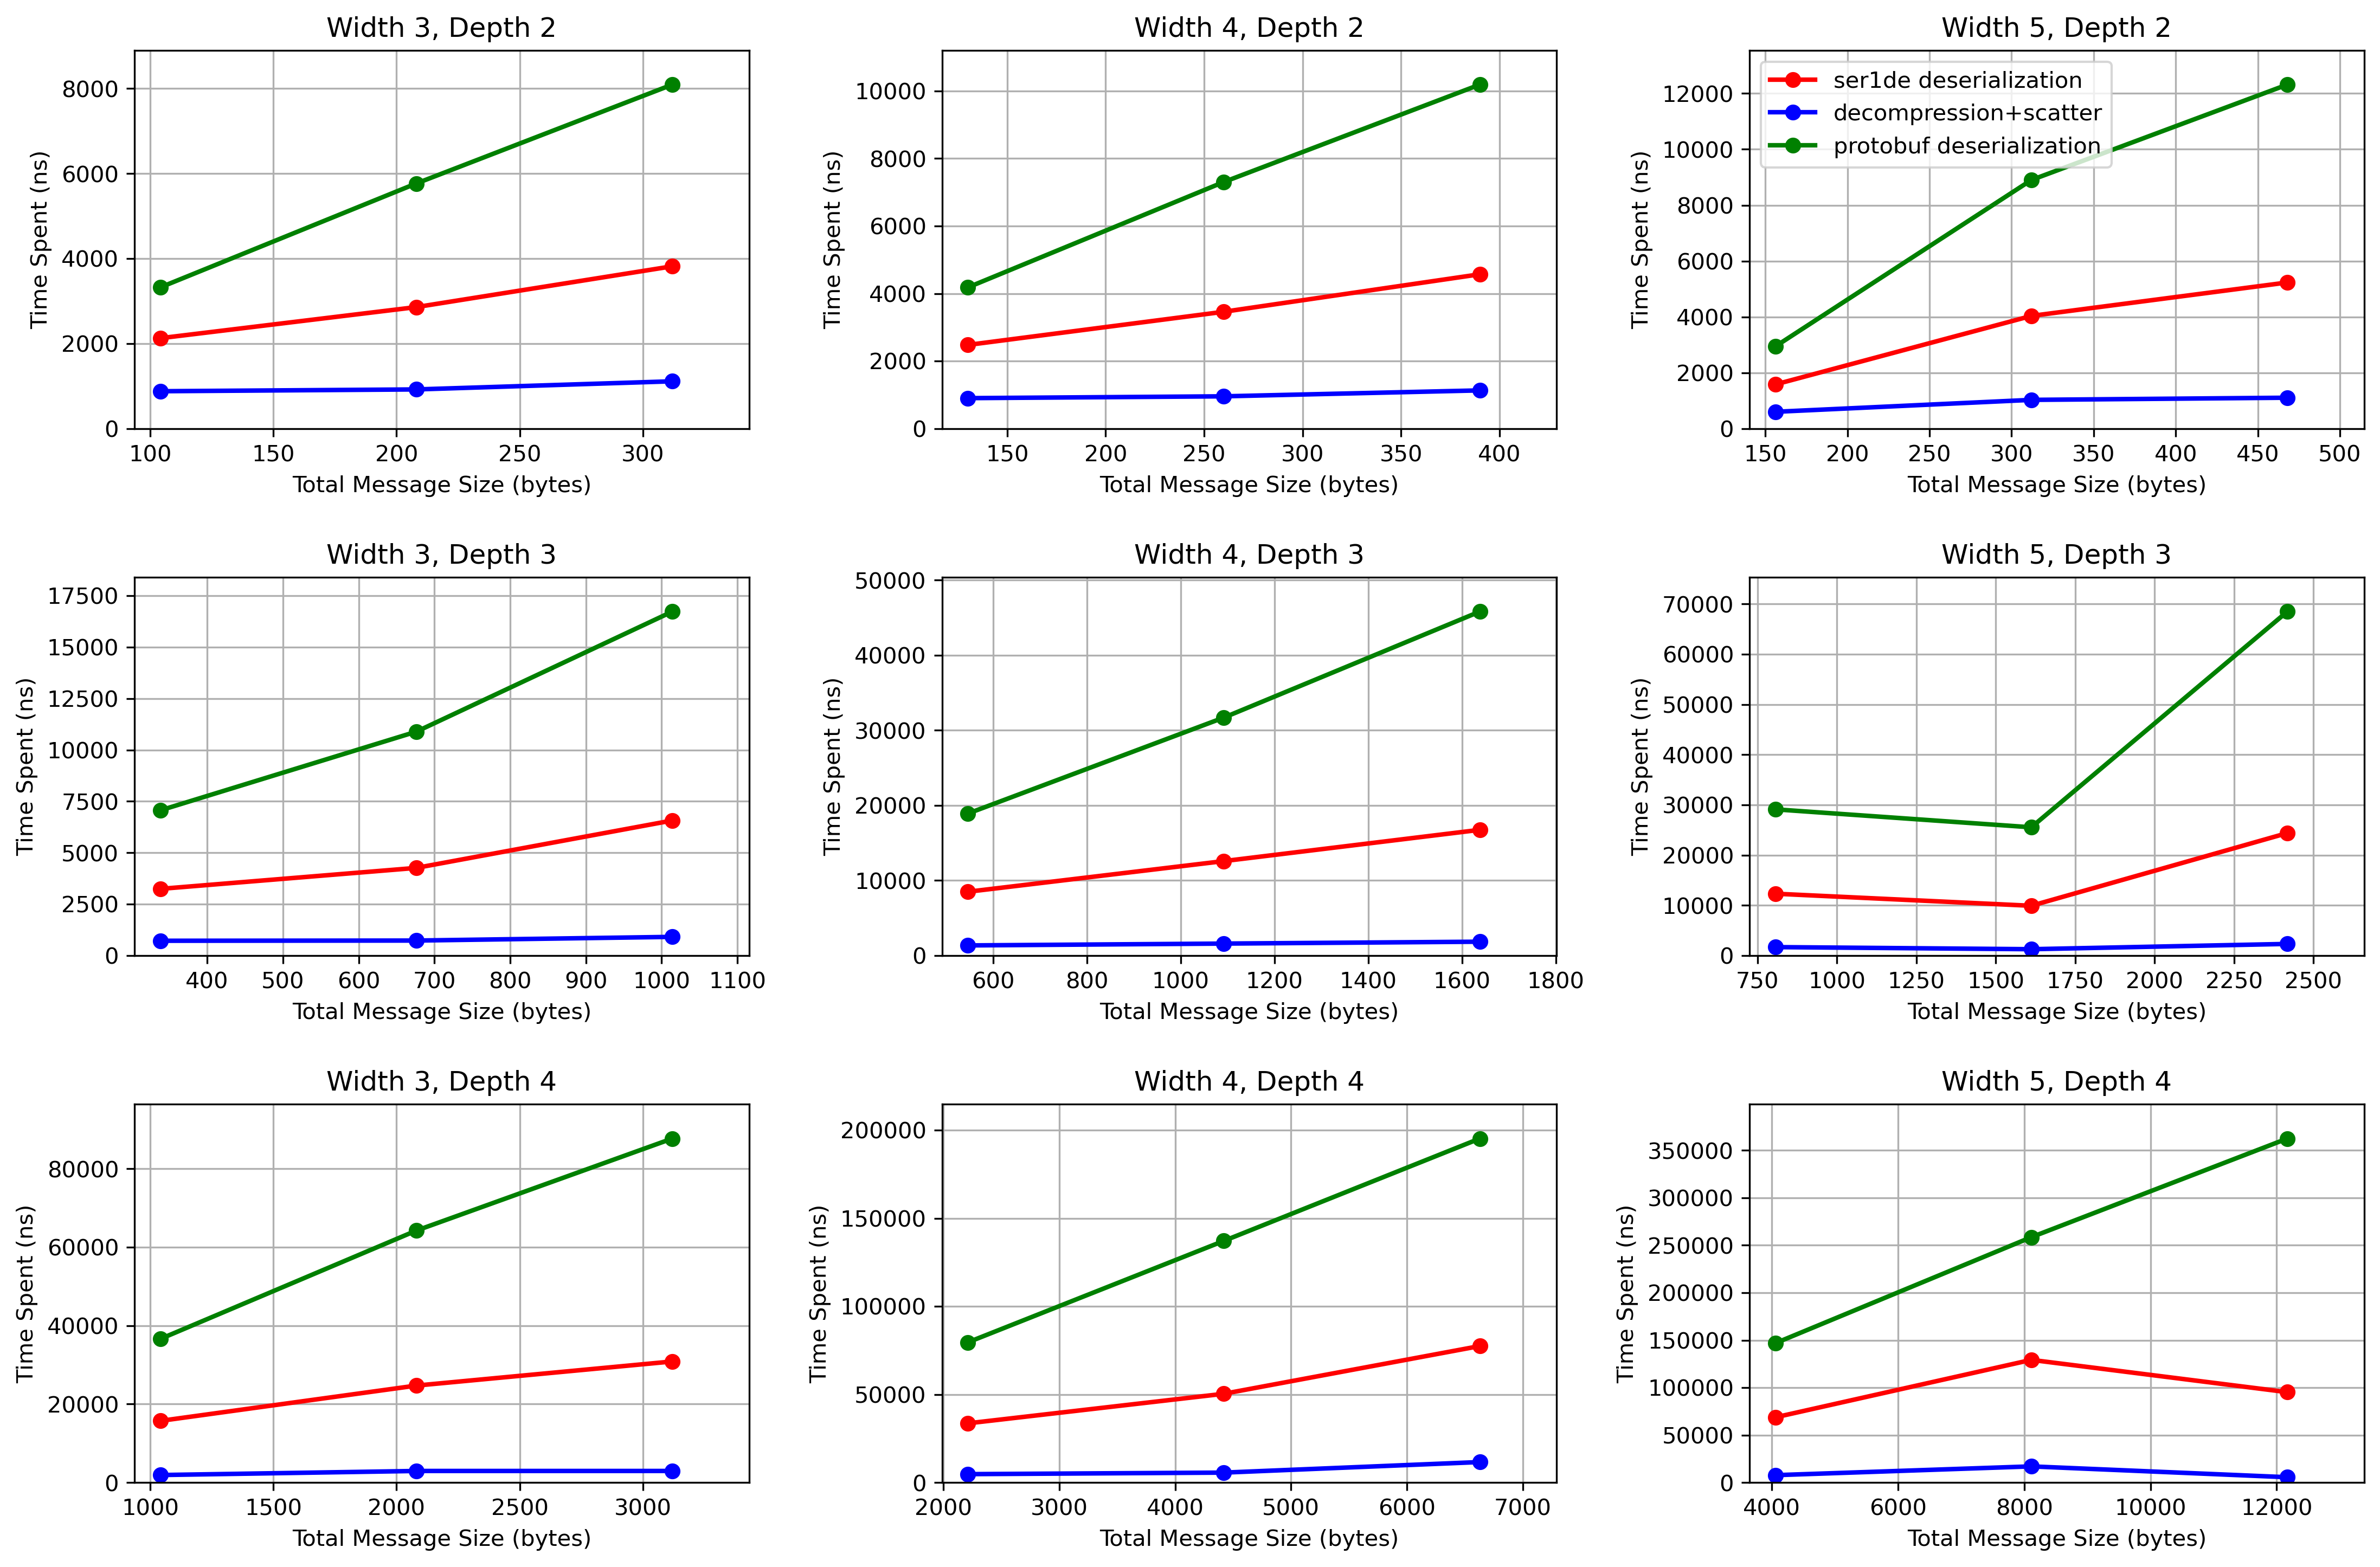 Width 3, Depth 2
Time Spent (ns)
8000
6000
4000
2000
0
100 150 200 250 300
Total Message Size (bytes)
Width 4, Depth 2
Time Spent (ns)
10000
8000
6000
4000
2000
0
150 200 250 300 350 400
Total Message Size (bytes)
Width 5, Depth 2
ser1de deserialization
decompression+scatter
protobuf deserialization
Time Spent (ns)
12000
10000
8000
6000
4000
2000
0
150 200 250 300 350 400 450 500
Total Message Size (bytes)
Width 3, Depth 3
Time Spent (ns)
17500
15000
12500
10000
7500
5000
2500
0
400 500 600 700 800 900 1000 1100
Total Message Size (bytes)
Width 4, Depth 3
Time Spent (ns)
50000
40000
30000
20000
10000
0
600 800 1000 1200 1400 1600 1800
Total Message Size (bytes)
Width 5, Depth 3
Time Spent (ns)
70000
60000
50000
40000
30000
20000
10000
0
750 1000 1250 1500 1750 2000 2250 2500
Total Message Size (bytes)
Width 3, Depth 4
Time Spent (ns)
80000
60000
40000
20000
0
1000 1500 2000 2500 3000
Total Message Size (bytes)
Width 4, Depth 4
Time Spent (ns)
200000
150000
100000
50000
0
2000 3000 4000 5000 6000 7000
Total Message Size (bytes)
Width 5, Depth 4
Time Spent (ns)
350000
300000
250000
200000
150000
100000
50000
0
4000 6000 8000 10000 12000
Total Message Size (bytes)